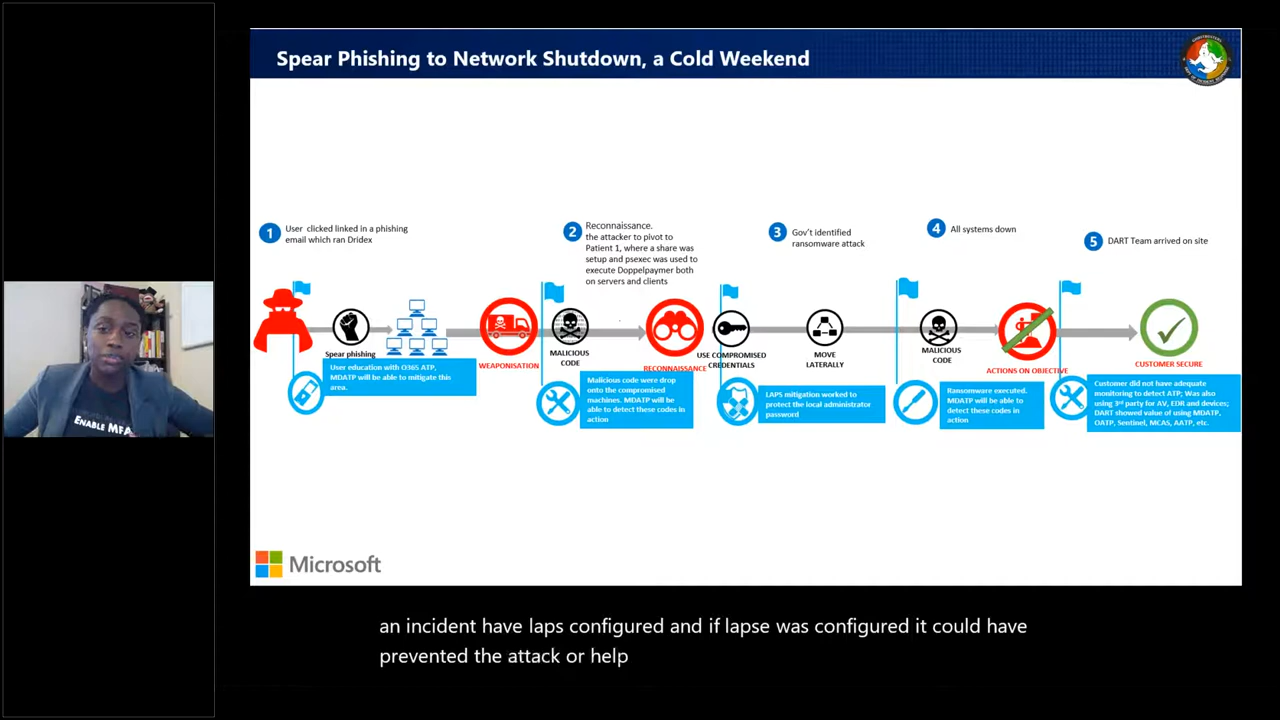 Spear Phishing to Network Shutdown, a Cold Weekend
1
User clicked linked in a phishing
email which ran Dridex
2
Reconnaissance.
the attacker to pivot to
Patient 1, where a share was
setup and psexec was used to
execute Doppelpaymer both
on servers and clients
3
Gov't identified
ransomware attack
4
All systems down
5
DART Team arrived on site
Spear phishing
WEAPONISATION
MALICIOUS
CODE
RECONNAISSANCE
USE COMPROMISED
CREDENTIALS
MOVE
LATERALLY
MALICIOUS
CODE
ACTIONS ON OBJECTIVE
CUSTOMER SECURE
User education with O365 ATP,
MDATP will be able to mitigate this
area.
Malicious code were drop
onto the compromised
machines. MDATP will be
able to detect these codes in
action
LAPS mitigation worked to
protect the local administrator
password
Ransomware executed.
MDATP will be able to
detect these codes in
action
Customer did not have adequate
monitoring to detect ATP; Was also
using 3rd party for AV, EDR and devices;
DART showed value of using MDATP,
OATP, Sentinel, MCAS, AATP, etc.
ENABLE MFA
Microsoft
an incident have laps configured and if lapse was configured it could have
prevented the attack or help